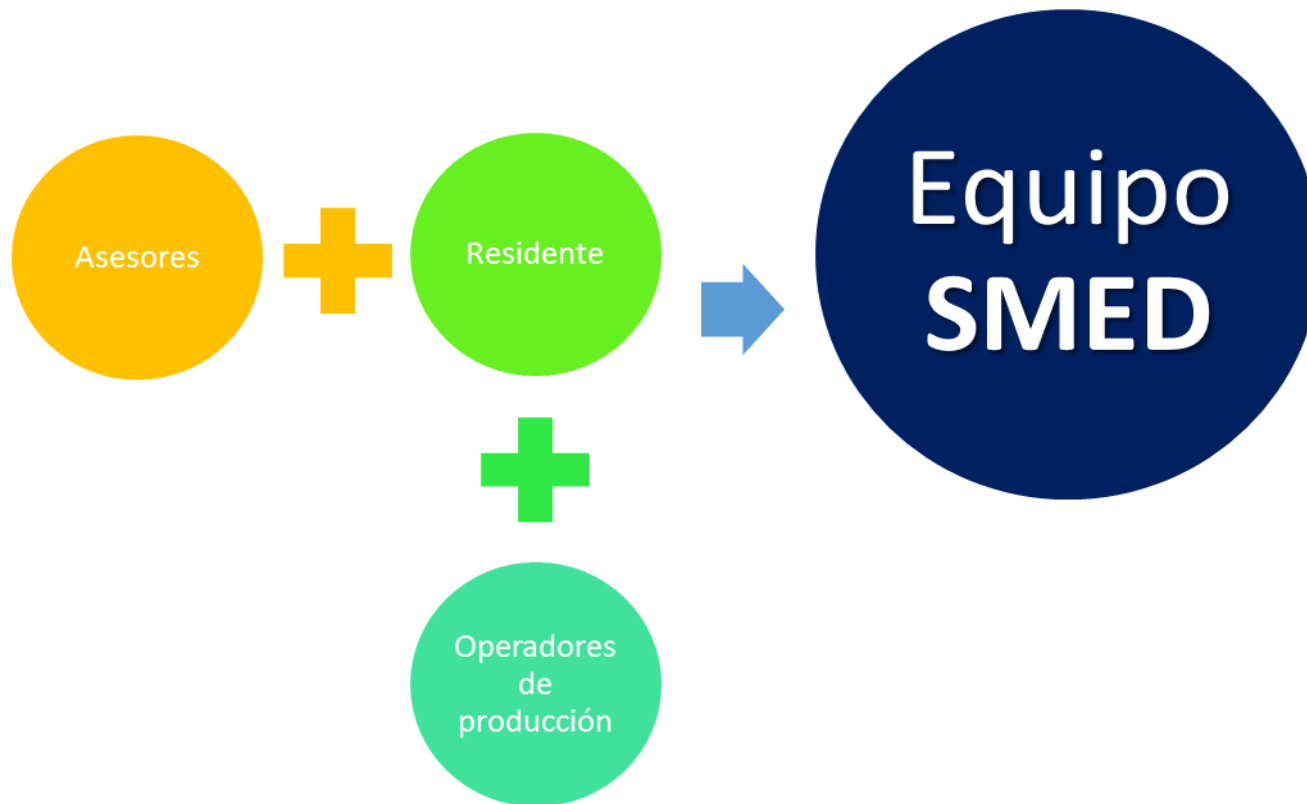 Asesores
Residente
Equipo
SMED
Operadores
de
producción